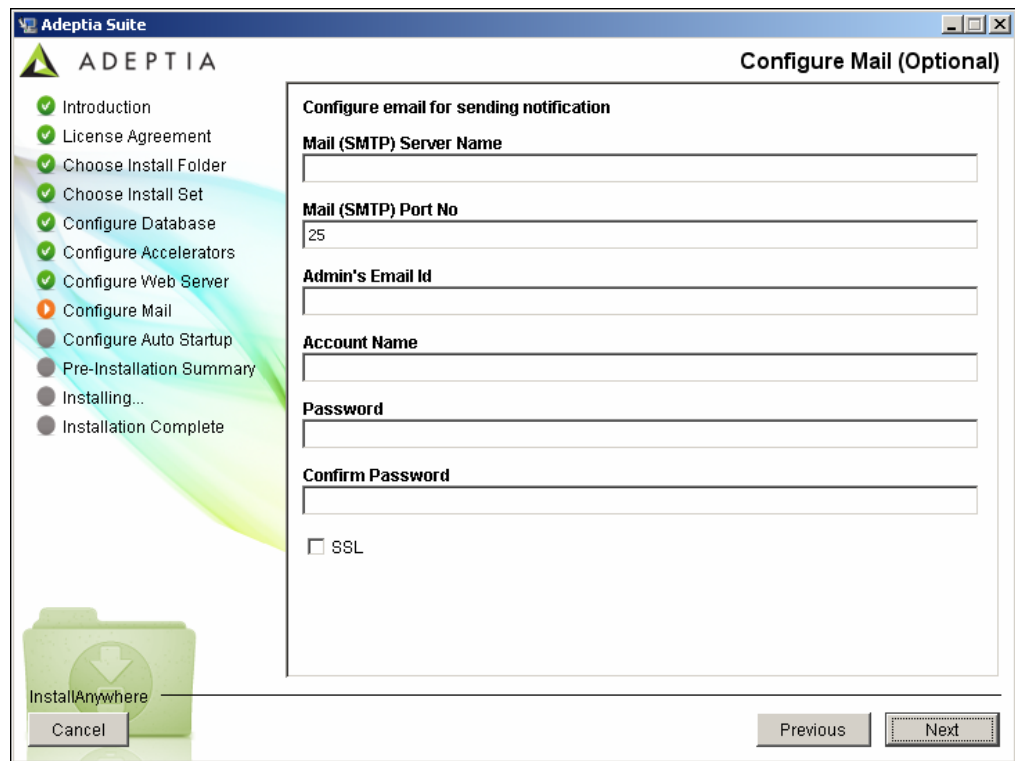 Adeptia Suite
ADEPTIA
Configure Mail (Optional)
Introduction
License Agreement
Choose Install Folder
Choose Install Set
Configure Database
Configure Accelerators
Configure Web Server
Configure Mail
Configure Auto Startup
Pre-Installation Summary
Installing...
Installation Complete
Configure email for sending notification
Mail (SMTP) Server Name
Mail (SMTP) Port No
25
Admin's Email Id
Account Name
Password
Confirm Password
SSL
InstallAnywhere
Cancel
Previous
Next